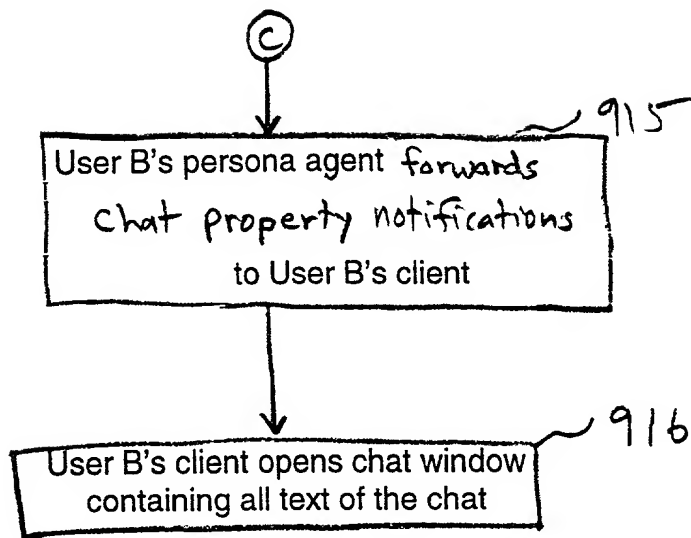 C
915
User B's persona agent forwards
chat property notifications
to User B's client
916
User B's client opens chat window
containing all text of the chat